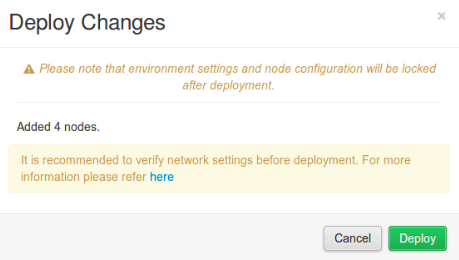 Deploy Changes
×
Please note that environment settings and node configuration will be locked
after deployment.
Added 4 nodes.
It is recommended to verify network settings before deployment. For more
information please refer here
Cancel
Deploy